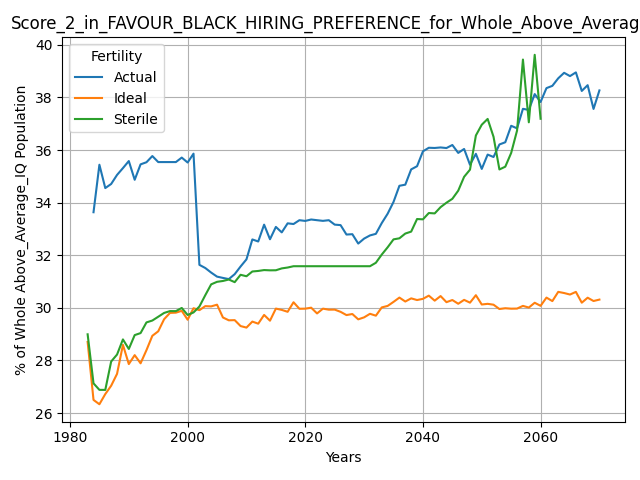 Score_2_in_FAVOUR_BLACK_HIRING_PREFERENCE_for_Whole_Above_Averag
% of Whole Above_Average_IQ Population
40
38
36
34
32
30
28
26
Fertility
Actual
Ideal
Sterile
1980
2000
2020
2040
2060
Years